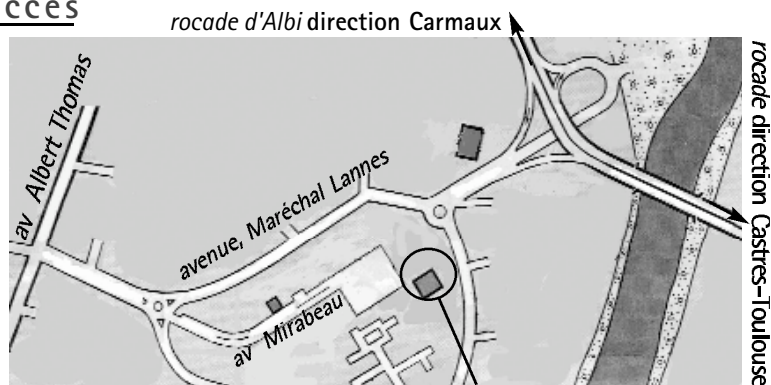 ccès
rocade d'Albi direction Carmaux
rocade direction Castres-Toulouse
av Albert Thomas
avenue, Maréchal Lannes
av Mirabeau